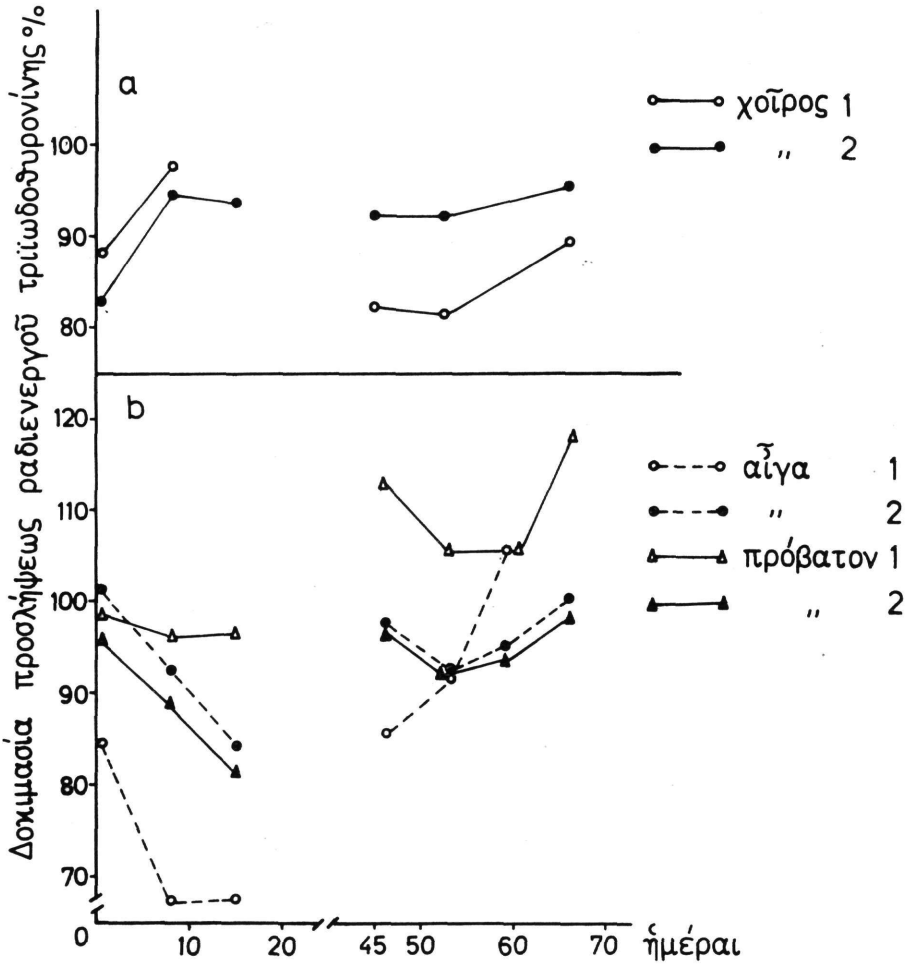 Δοκιμασία προσλήψεως ραδιενεργοῦ τριϊωδοθυρονίνης %
a
100
90
80
χοῖρος 1
" 2
b
120
110
100
90
80
70
0
αἶγα 1
" 2
πρόβατον 1
" 2
10 20 45 50 60 70 ἡμέραι